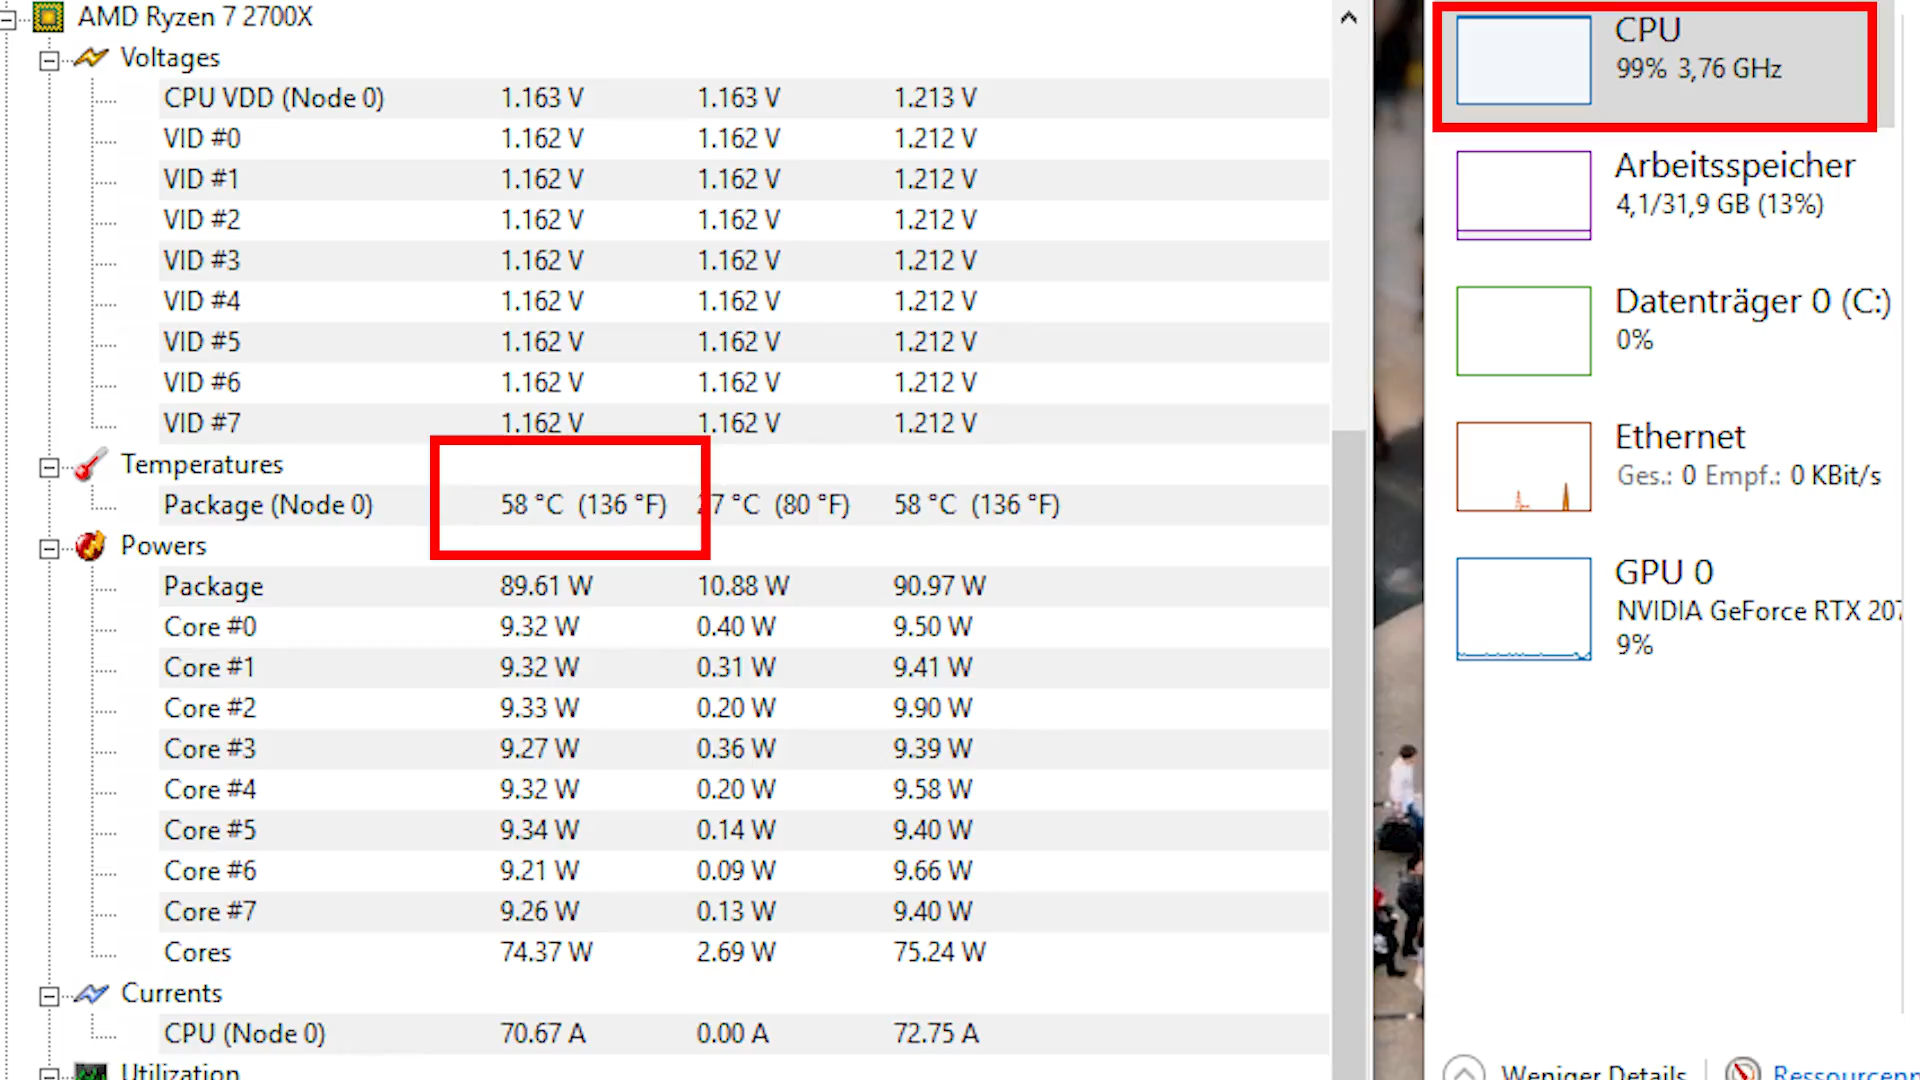 AMD Ryzen 7 2700X
Voltages
CPU VDD (Node 0) 1.163 V 1.163 V 1.213 V
VID #0 1.162 V 1.162 V 1.212 V
VID #1 1.162 V 1.162 V 1.212 V
VID #2 1.162 V 1.162 V 1.212 V
VID #3 1.162 V 1.162 V 1.212 V
VID #4 1.162 V 1.162 V 1.212 V
VID #5 1.162 V 1.162 V 1.212 V
VID #6 1.162 V 1.162 V 1.212 V
VID #7 1.162 V 1.162 V 1.212 V
Temperatures
Package (Node 0) 58 °C (136 °F) 27 °C (80 °F) 58 °C (136 °F)
Powers
Package 89.61 W 10.88 W 90.97 W
Core #0 9.32 W 0.40 W 9.50 W
Core #1 9.32 W 0.31 W 9.41 W
Core #2 9.33 W 0.20 W 9.90 W
Core #3 9.27 W 0.36 W 9.39 W
Core #4 9.32 W 0.20 W 9.58 W
Core #5 9.34 W 0.14 W 9.40 W
Core #6 9.21 W 0.09 W 9.66 W
Core #7 9.26 W 0.13 W 9.40 W
Cores 74.37 W 2.69 W 75.24 W
Currents
CPU (Node 0) 70.67 A 0.00 A 72.75 A
Utilization
CPU
99% 3,76 GHz
Arbeitsspeicher
4,1/31,9 GB (13%)
Datenträger 0 (C:)
0%
Ethernet
Ges.: 0 Empf.: 0 KBit/s
GPU 0
NVIDIA GeForce RTX 207
9%
Weniger Details